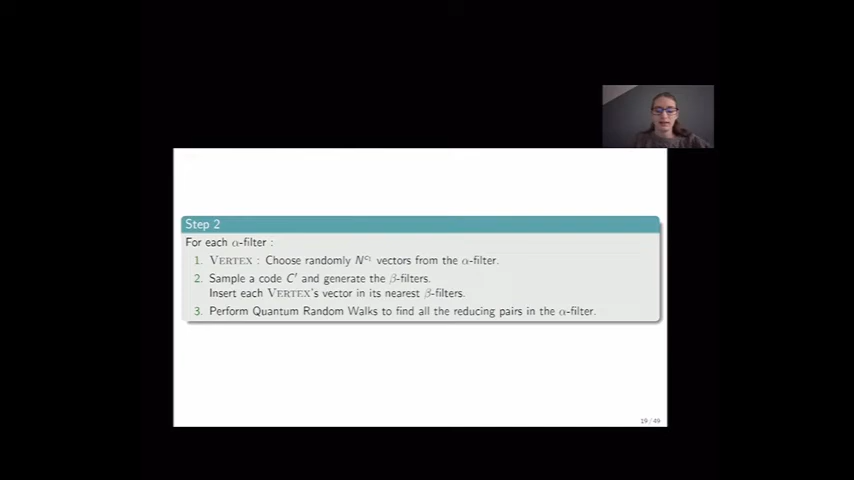 Step 2
For each α-filter :
1. VERTEX : Choose randomly N^{c₁} vectors from the α-filter.
2. Sample a code C' and generate the β-filters.
Insert each VERTEX's vector in its nearest β-filters.
3. Perform Quantum Random Walks to find all the reducing pairs in the α-filter.
19 / 49